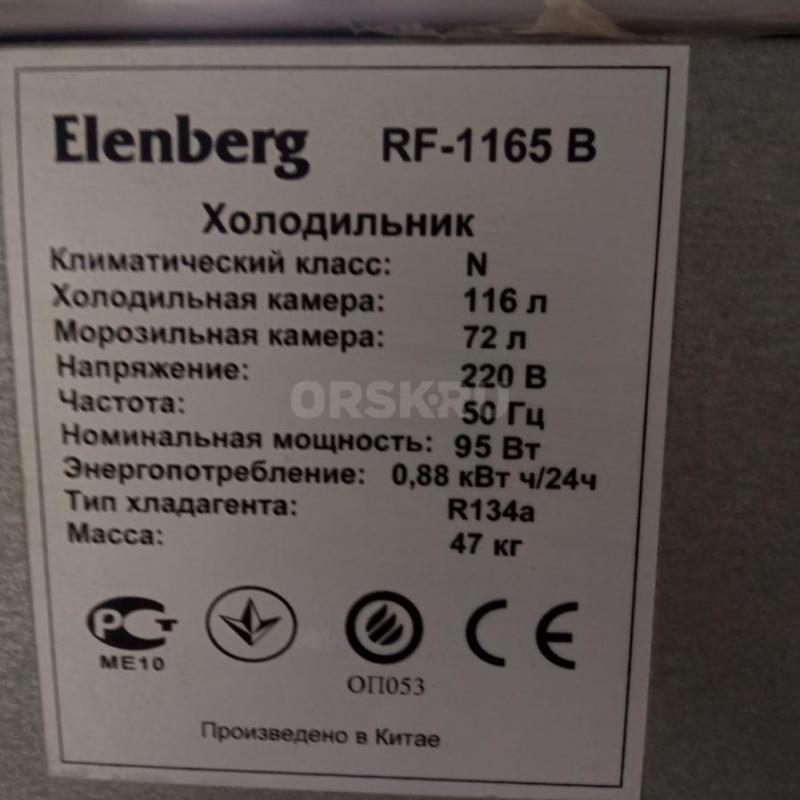 Elenberg RF-1165 B
Холодильник
Климатический класс: N
Холодильная камера: 116 л
Морозильная камера: 72 л
Напряжение: 220 В
Частота: 50 Гц
Номинальная мощность: 95 Вт
Энергопотребление: 0,88 кВт ч/24ч
Тип хладагента: R134a
Масса: 47 кг
РСТ CE
МЕ10
ОП053
Произведено в Китае
ORSK.RU